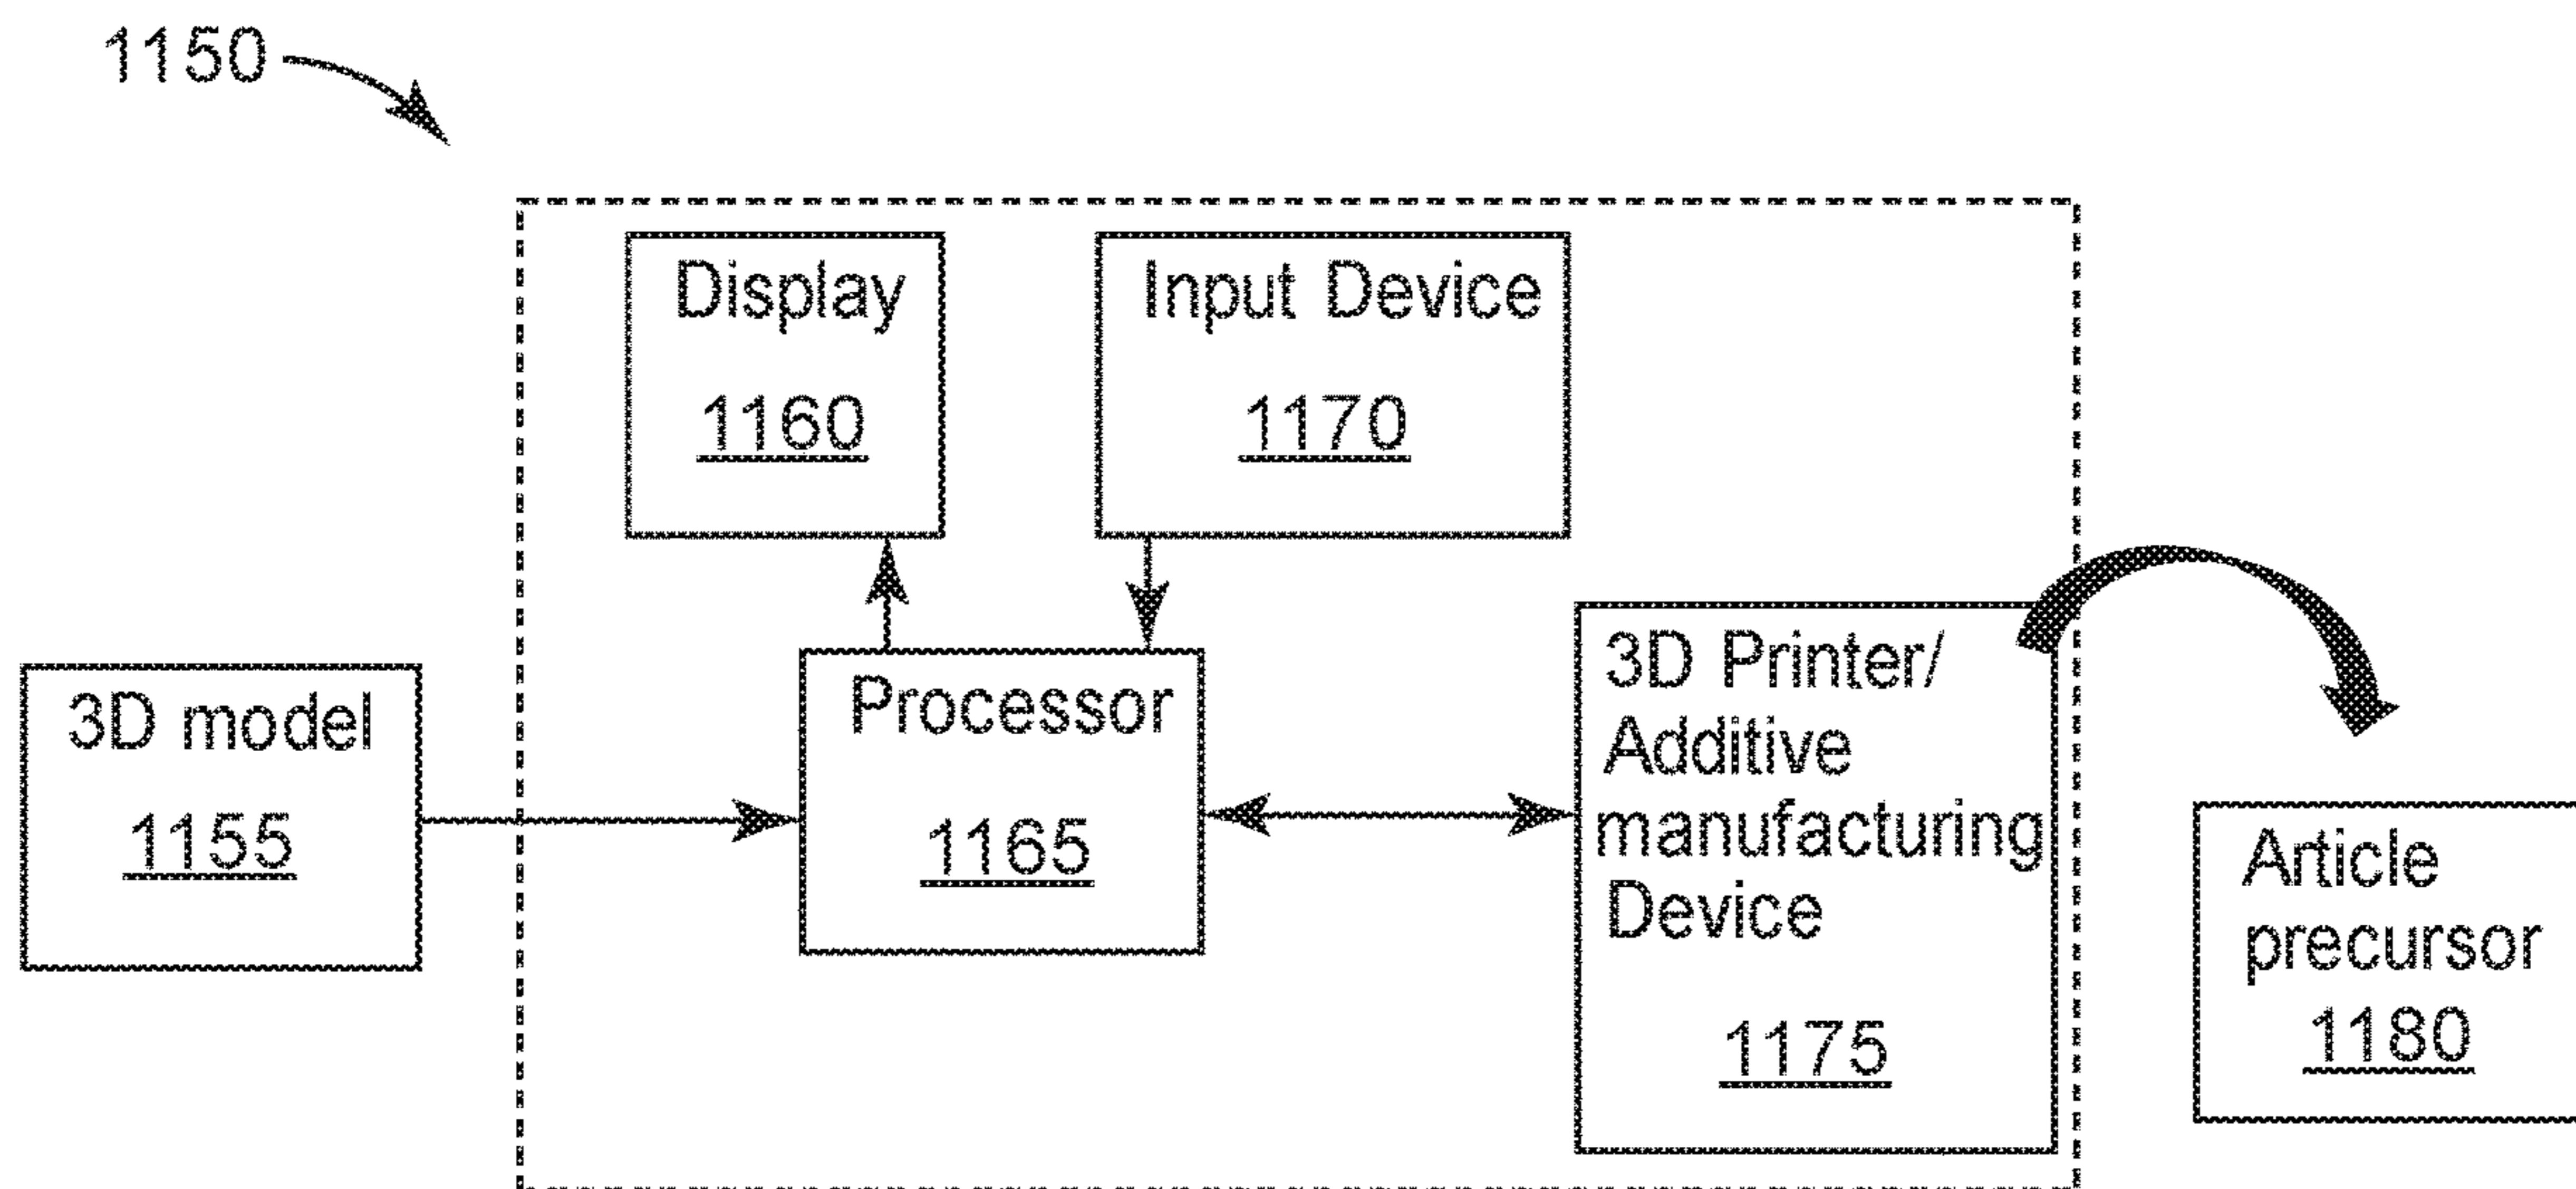 1150
Display
1160
Input Device
1170
3D model
1155
Processor
1165
3D Printer/
Additive
manufacturing
Device
1175
Article
precursor
1180